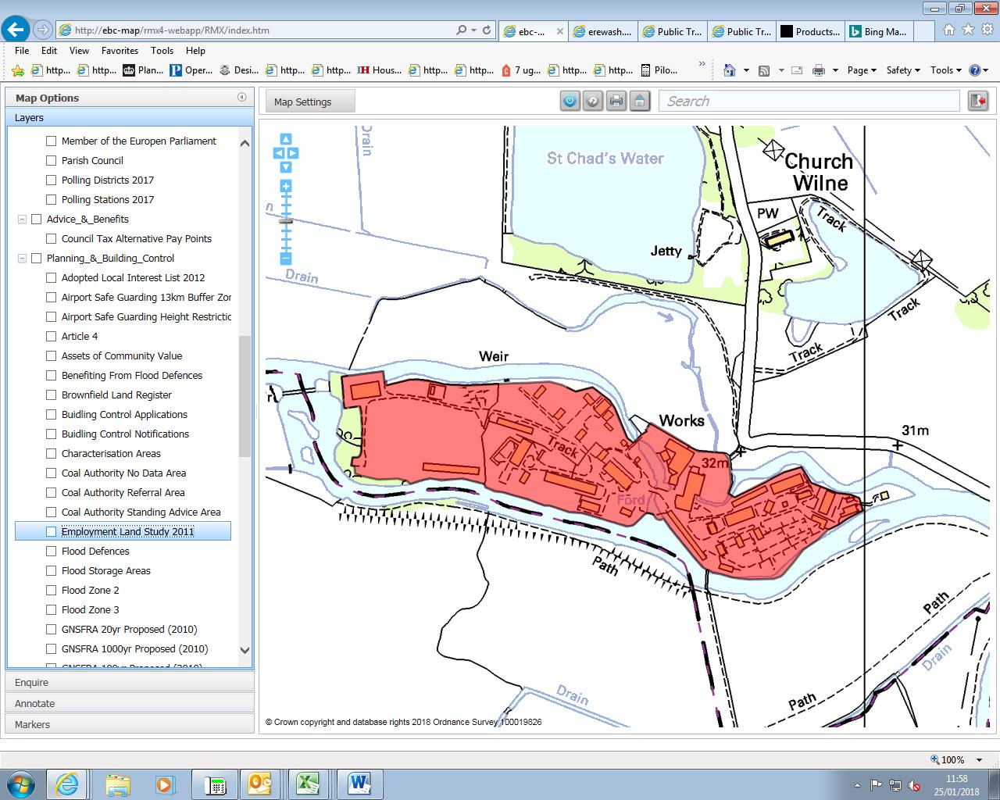 http://ebc-map/rmx4-webapp/RMX/index.htm
ebc-...
erewash....
Public Tr...
Public Tr...
Products...
Bing Ma...
File Edit View Favorites Tools Help
http...
http...
Plan...
Oper...
Desi...
http...
http...
Hous...
http...
http...
7 ug...
http...
http...
Pilo...
Page
Safety
Tools
Map Options
Layers
Member of the Europen Parliament
Parish Council
Polling Districts 2017
Polling Stations 2017
Advice_&_Benefits
Council Tax Alternative Pay Points
Planning_&_Building_Control
Adopted Local Interest List 2012
Airport Safe Guarding 13km Buffer Zor
Airport Safe Guarding Height Restrictic
Article 4
Assets of Community Value
Benefiting From Flood Defences
Brownfield Land Register
Buidling Control Applications
Buidling Control Notifications
Characterisation Areas
Coal Authority No Data Area
Coal Authority Referral Area
Coal Authority Standing Advice Area
Employment Land Study 2011
Flood Defences
Flood Storage Areas
Flood Zone 2
Flood Zone 3
GNSFRA 20yr Proposed (2010)
GNSFRA 1000yr Proposed (2010)
GNSFRA 100yr Proposed (2010)
Enquire
Annotate
Markers
Map Settings
Search
Drain
St Chad's Water
Church
Wilne
PW
Track
Jetty
Drain
Track
Track
Weir
Works
31m
Track
32m
Ford
Path
Path
Drain
Drain
Path
© Crown copyright and database rights 2018 Ordnance Survey 100019826
100%
11:58
25/01/2018